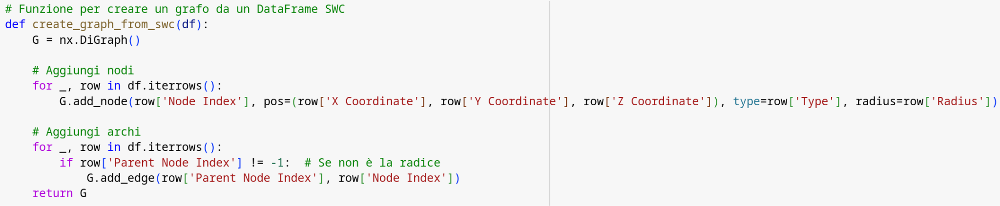 # Funzione per creare un grafo da un DataFrame SWC
def create_graph_from_swc(df):
    G = nx.DiGraph()

    # Aggiungi nodi
    for _, row in df.iterrows():
        G.add_node(row['Node Index'], pos=(row['X Coordinate'], row['Y Coordinate'], row['Z Coordinate']), type=row['Type'], radius=row['Radius'])

    # Aggiungi archi
    for _, row in df.iterrows():
        if row['Parent Node Index'] != -1:  # Se non è la radice
            G.add_edge(row['Parent Node Index'], row['Node Index'])
    return G